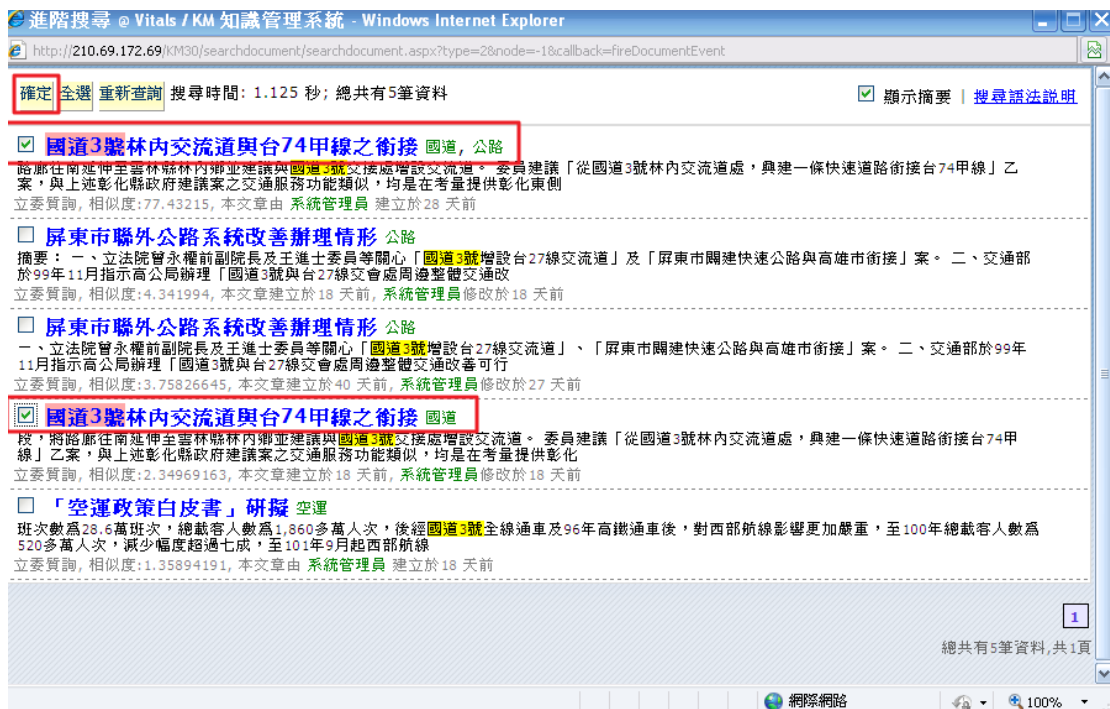 進階搜尋 @ Vitals / KM 知識管理系統 - Windows Internet Explorer
http://210.69.172.69/KM30/searchdocument/searchdocument.aspx?type=2&node=-1&callback=fireDocumentEvent
確定 全選 重新查詢 搜尋時間: 1.125 秒; 總共有5筆資料 顯示摘要 | 搜尋語法說明
國道3號林內交流道與台74甲線之銜接 國道, 公路
路廊往南延伸至雲林縣林內鄉並建議與國道3號交接處增設交流道。 委員建議「從國道3號林內交流道處，興建一條快速道路銜接台74甲線」乙
案，與上述彰化縣政府建議案之交通服務功能類似，均是在考量提供彰化東側
立委質詢, 相似度:77.43215, 本文章由 系統管理員 建立於28 天前
屏東市聯外公路系統改善辦理情形 公路
摘要： 一、立法院曾永權前副院長及王進士委員等關心「國道3號增設台27線交流道」及「屏東市闢建快速公路與高雄市銜接」案。 二、交通部
於99年11月指示高公局辦理「國道3號與台27線交會處周邊整體交通改
立委質詢, 相似度:4.341994, 本文章建立於18 天前, 系統管理員修改於18 天前
屏東市聯外公路系統改善辦理情形 公路
一、立法院曾永權前副院長及王進士委員等關心「國道3號增設台27線交流道」、「屏東市闢建快速公路與高雄市銜接」案。 二、交通部於99年
11月指示高公局辦理「國道3號與台27線交會處周邊整體交通改善可行
立委質詢, 相似度:3.75826645, 本文章建立於40 天前, 系統管理員修改於27 天前
國道3號林內交流道與台74甲線之銜接 國道
段，將路廊往南延伸至雲林縣林內鄉並建議與國道3號交接處增設交流道。 委員建議「從國道3號林內交流道處，興建一條快速道路銜接台74甲
線」乙案，與上述彰化縣政府建議案之交通服務功能類似，均是在考量提供彰化
立委質詢, 相似度:2.34969163, 本文章建立於18 天前, 系統管理員修改於18 天前
「空運政策白皮書」研擬 空運
班次數為28.6萬班次，總載客人數為1,860多萬人次，後經國道3號全線通車及96年高鐵通車後，對西部航線影響更加嚴重，至100年總載客人數為
520多萬人次，減少幅度超過七成，至101年9月起西部航線
立委質詢, 相似度:1.35894191, 本文章由 系統管理員 建立於18 天前
1
總共有5筆資料,共1頁
網際網路 100%